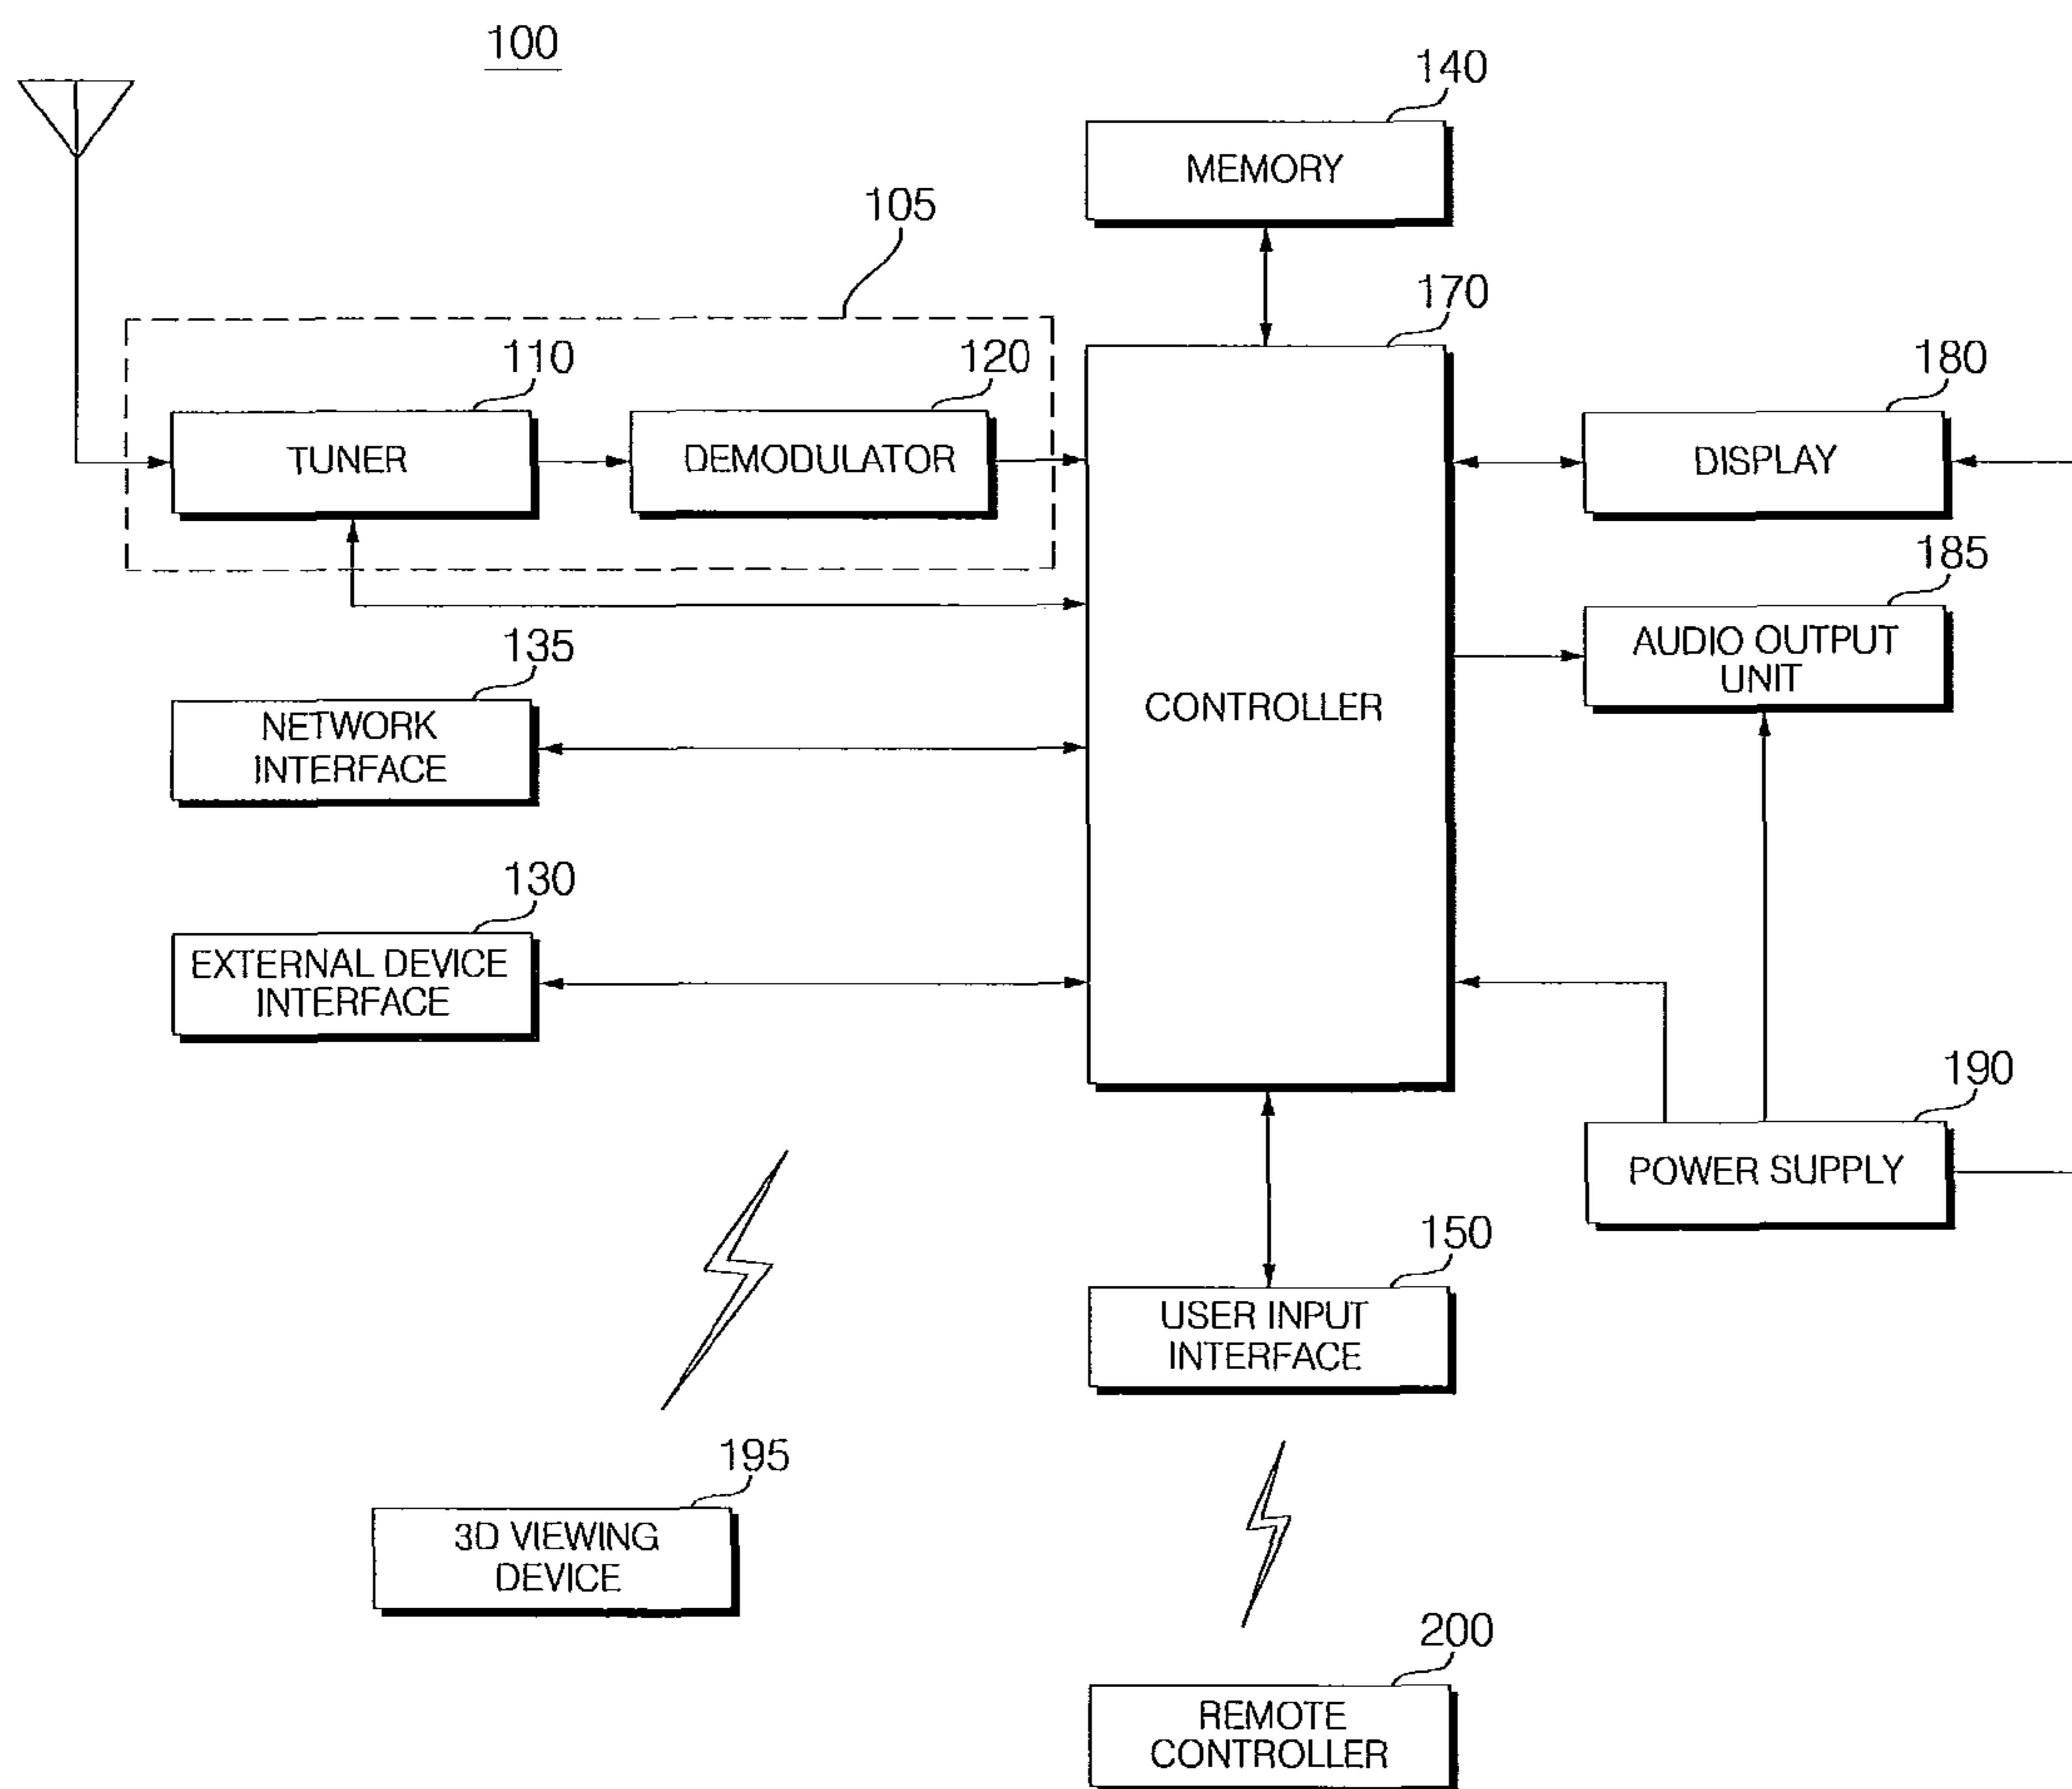 100
140
MEMORY
105
170
110
120
180
TUNER
DEMODULATOR
DISPLAY
185
135
AUDIO OUTPUT
UNIT
NETWORK
INTERFACE
CONTROLLER
130
EXTERNAL DEVICE
INTERFACE
190
POWER SUPPLY
150
USER INPUT
INTERFACE
195
3D VIEWING
DEVICE
200
REMOTE
CONTROLLER